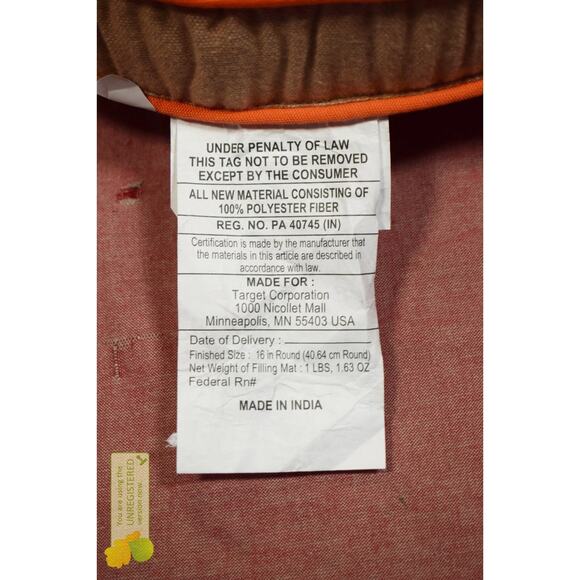 UNDER PENALTY OF LAW
THIS TAG NOT TO BE REMOVED
EXCEPT BY THE CONSUMER
ALL NEW MATERIAL CONSISTING OF
100% POLYESTER FIBER
REG. NO. PA 40745 (IN)
Certification is made by the manufacturer that
the materials in this article are described in
accordance with law.
MADE FOR :
Target Corporation
1000 Nicollet Mall
Minneapolis, MN 55403 USA
Date of Delivery :
Finished Size : 16 in Round (40.64 cm Round)
Net Weight of Filling Mat : 1 LBS, 1.63 OZ
Federal Rn#
MADE IN INDIA
You are using the
UNREGISTERED
version now.